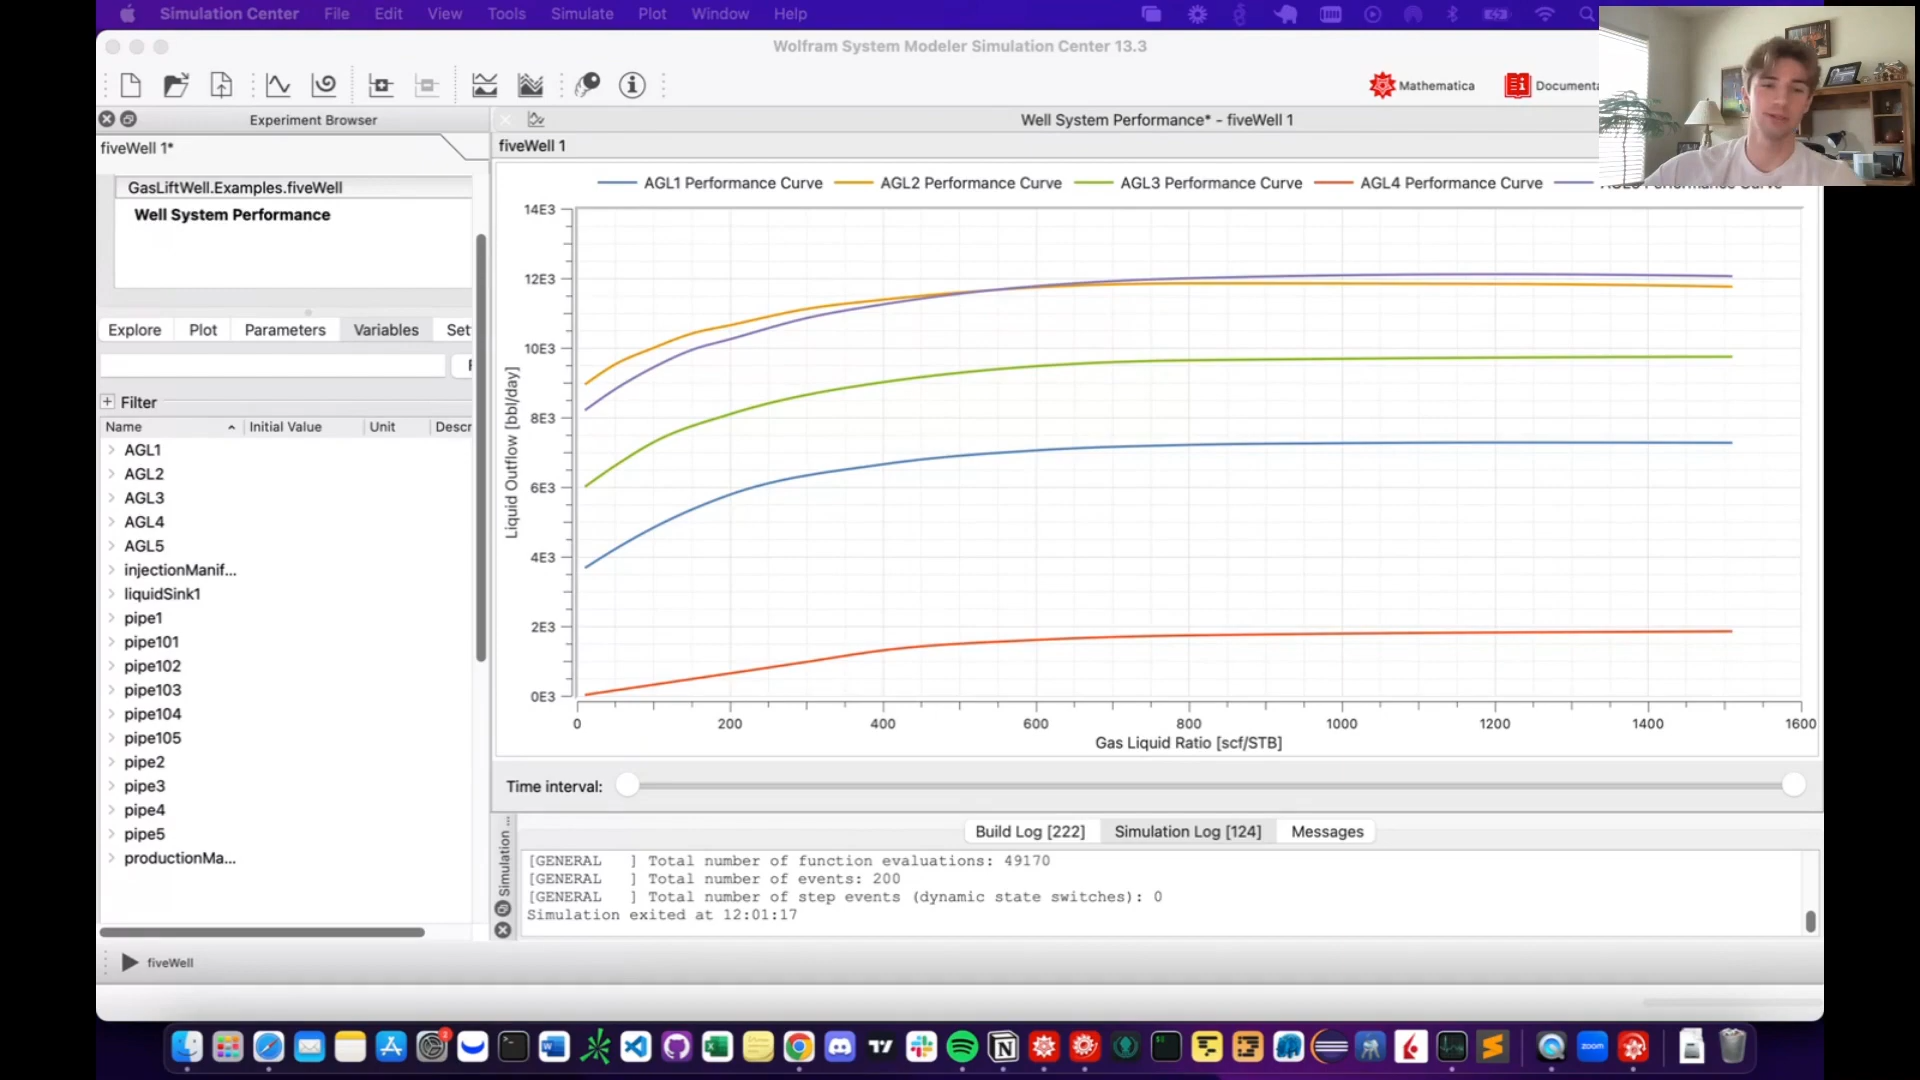 Simulation Center File Edit View Tools Simulate Plot Window Help
Wolfram System Modeler Simulation Center 13.3
Mathematica
Experiment Browser
Well System Performance* - fiveWell 1
fiveWell 1*
fiveWell 1
GasLiftWell.Examples.fiveWell
Well System Performance
Explore Plot Parameters Variables Set
Filter
Name Initial Value Unit Descr
AGL1
AGL2
AGL3
AGL4
AGL5
injectionManif...
liquidSink1
pipe1
pipe101
pipe102
pipe103
pipe104
pipe105
pipe2
pipe3
pipe4
pipe5
productionMa...
AGL1 Performance Curve AGL2 Performance Curve AGL3 Performance Curve AGL4 Performance Curve
14E3
12E3
10E3
8E3
6E3
4E3
2E3
0E3
Liquid Outflow [bbl/day]
0 200 400 600 800 1000 1200 1400 1600
Gas Liquid Ratio [scf/STB]
Time interval:
Simulation ...
Build Log [222] Simulation Log [124] Messages
[GENERAL ] Total number of function evaluations: 49170
[GENERAL ] Total number of events: 200
[GENERAL ] Total number of step events (dynamic state switches): 0
Simulation exited at 12:01:17
fiveWell
zoom